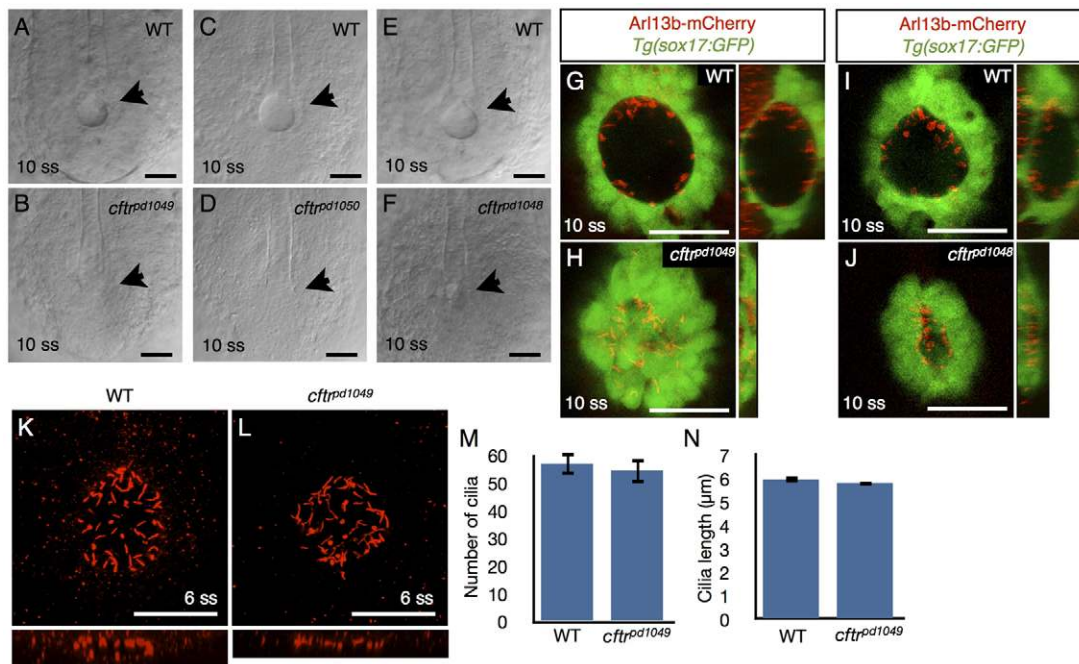 A
WT
10 ss
C
WT
10 ss
E
WT
10 ss
B
cftrpd1049
10 ss
D
cftrpd1050
10 ss
F
cftrpd1048
10 ss
Arl13b-mCherry
Tg(sox17:GFP)
Arl13b-mCherry
Tg(sox17:GFP)
G
WT
10 ss
I
WT
10 ss
H
cftrpd1049
10 ss
J
cftrpd1048
10 ss
WT
cftrpd1049
K
6 ss
L
6 ss
M
Number of cilia
60
50
40
30
20
10
0
WT
cftrpd1049
N
Cilia length (µm)
7
6
5
4
3
2
1
0
WT
cftrpd1049